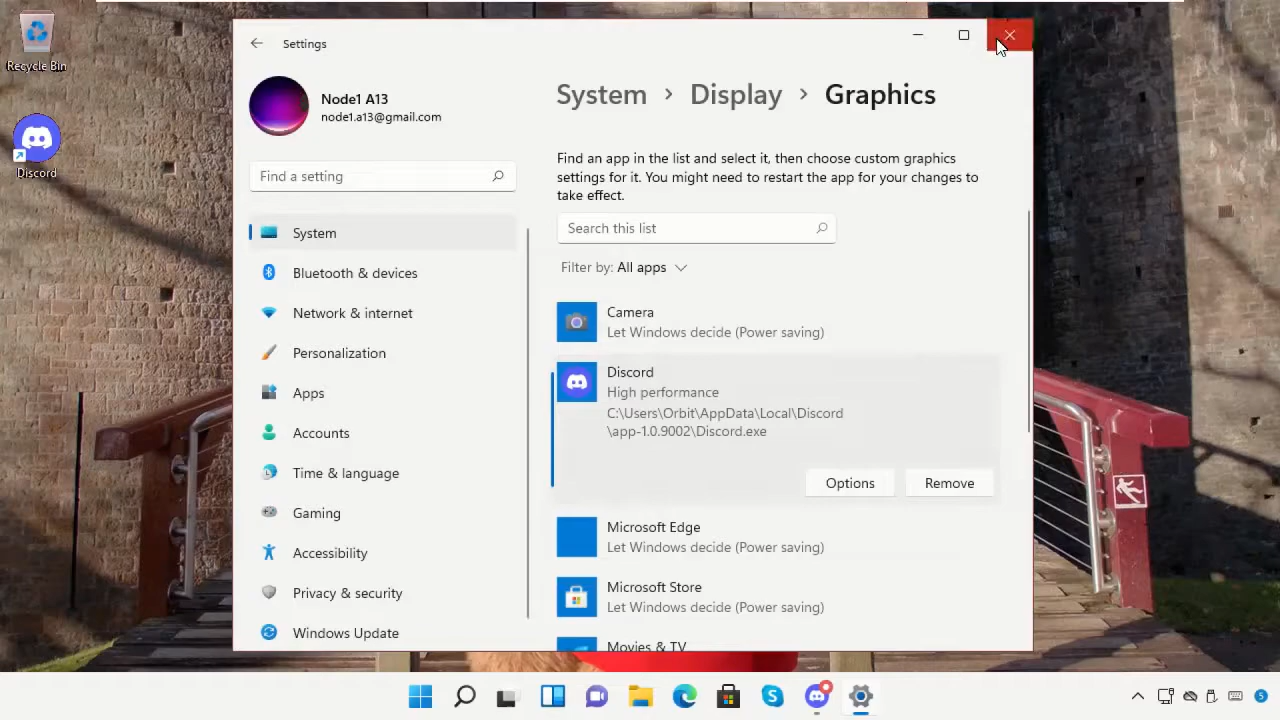 Recycle Bin
Discord
Settings
Node1 A13
node1.a13@gmail.com
Find a setting
System
Bluetooth & devices
Network & internet
Personalization
Apps
Accounts
Time & language
Gaming
Accessibility
Privacy & security
Windows Update
System > Display > Graphics
Find an app in the list and select it, then choose custom graphics
settings for it. You might need to restart the app for your changes to
take effect.
Search this list
Filter by: All apps
Camera
Let Windows decide (Power saving)
Discord
High performance
C:\Users\Orbit\AppData\Local\Discord
\app-1.0.9002\Discord.exe
Options
Remove
Microsoft Edge
Let Windows decide (Power saving)
Microsoft Store
Let Windows decide (Power saving)
Movies & TV
5